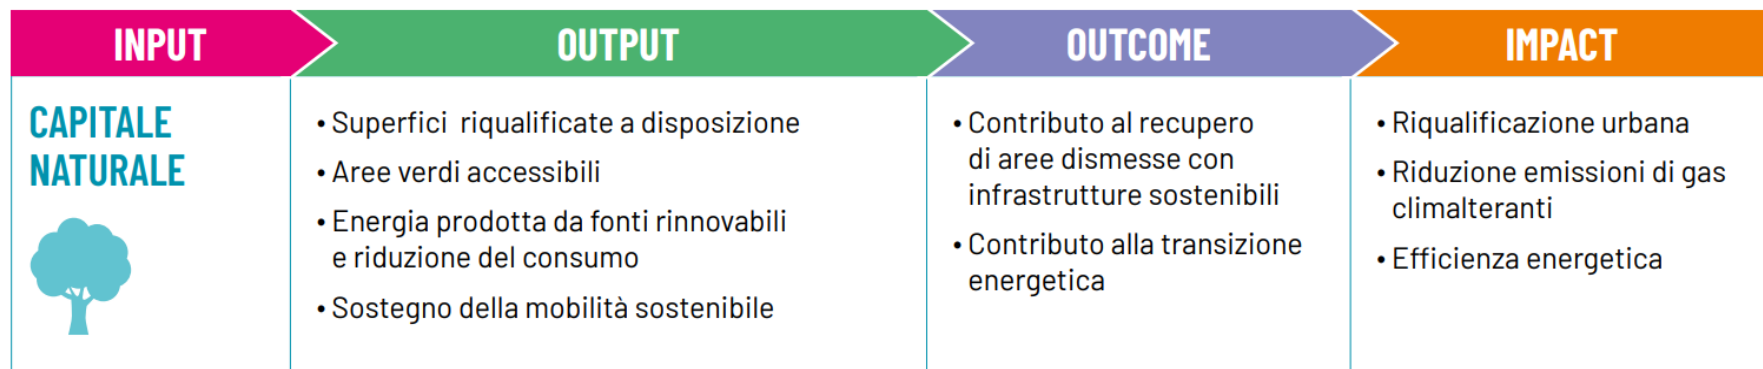 INPUT
OUTPUT
OUTCOME
IMPACT
CAPITALE
NATURALE
• Superfici riqualificate a disposizione
• Aree verdi accessibili
• Energia prodotta da fonti rinnovabili
e riduzione del consumo
• Sostegno della mobilità sostenibile
• Contributo al recupero
di aree dismesse con
infrastrutture sostenibili
• Contributo alla transizione
energetica
• Riqualificazione urbana
• Riduzione emissioni di gas
climalteranti
• Efficienza energetica